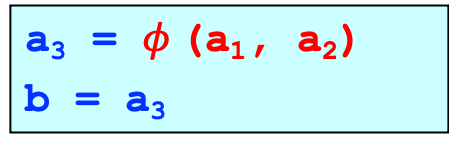 a₃ = ϕ (a₁, a₂)
b = a₃